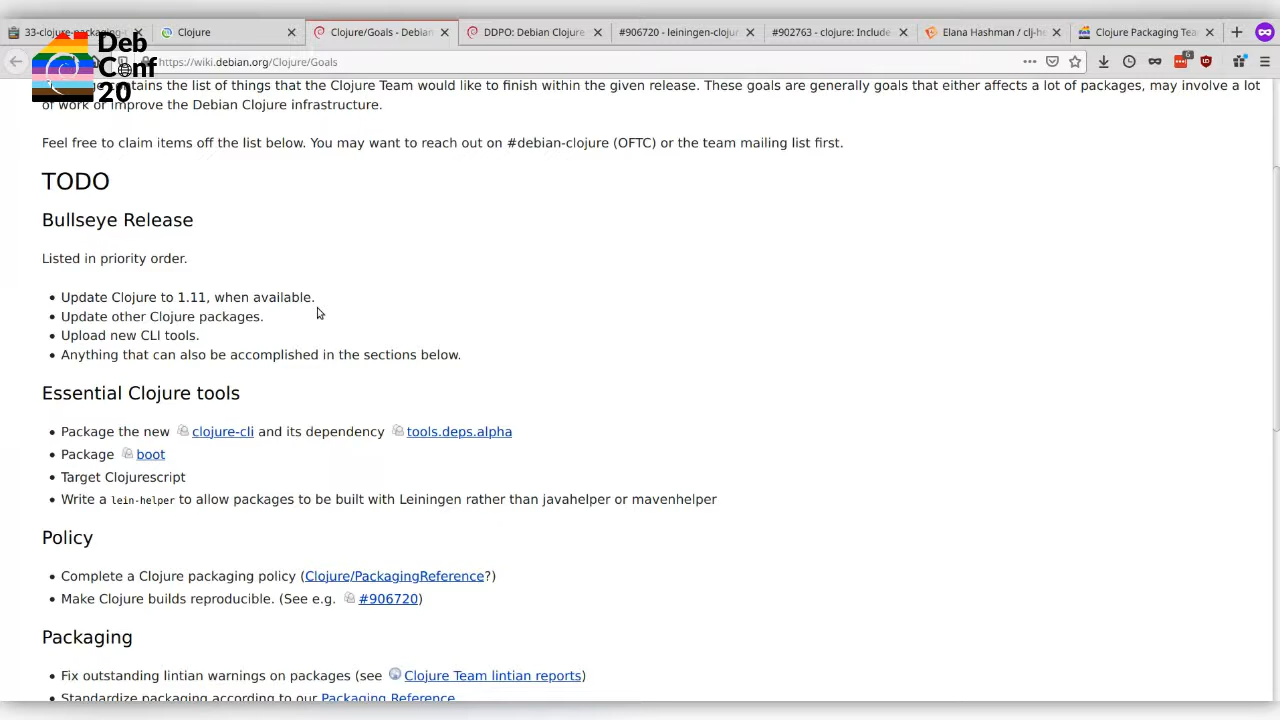 33-clojure-packaging-
Clojure
Clojure/Goals - Debian
DDPO: Debian Clojure
#906720 - leiningen-clojur
#902763 - clojure: Include
Elana Hashman / clj-he
Clojure Packaging Tea
Deb
Conf
20
https://wiki.debian.org/Clojure/Goals
contains the list of things that the Clojure Team would like to finish within the given release. These goals are generally goals that either affects a lot of packages, may involve a lot
of work or improve the Debian Clojure infrastructure.
Feel free to claim items off the list below. You may want to reach out on #debian-clojure (OFTC) or the team mailing list first.
TODO
Bullseye Release
Listed in priority order.
• Update Clojure to 1.11, when available.
• Update other Clojure packages.
• Upload new CLI tools.
• Anything that can also be accomplished in the sections below.
Essential Clojure tools
• Package the new clojure-cli and its dependency tools.deps.alpha
• Package boot
• Target Clojurescript
• Write a lein-helper to allow packages to be built with Leiningen rather than javahelper or mavenhelper
Policy
• Complete a Clojure packaging policy (Clojure/PackagingReference?)
• Make Clojure builds reproducible. (See e.g. #906720)
Packaging
• Fix outstanding lintian warnings on packages (see Clojure Team lintian reports)
• Standardize packaging according to our Packaging Reference